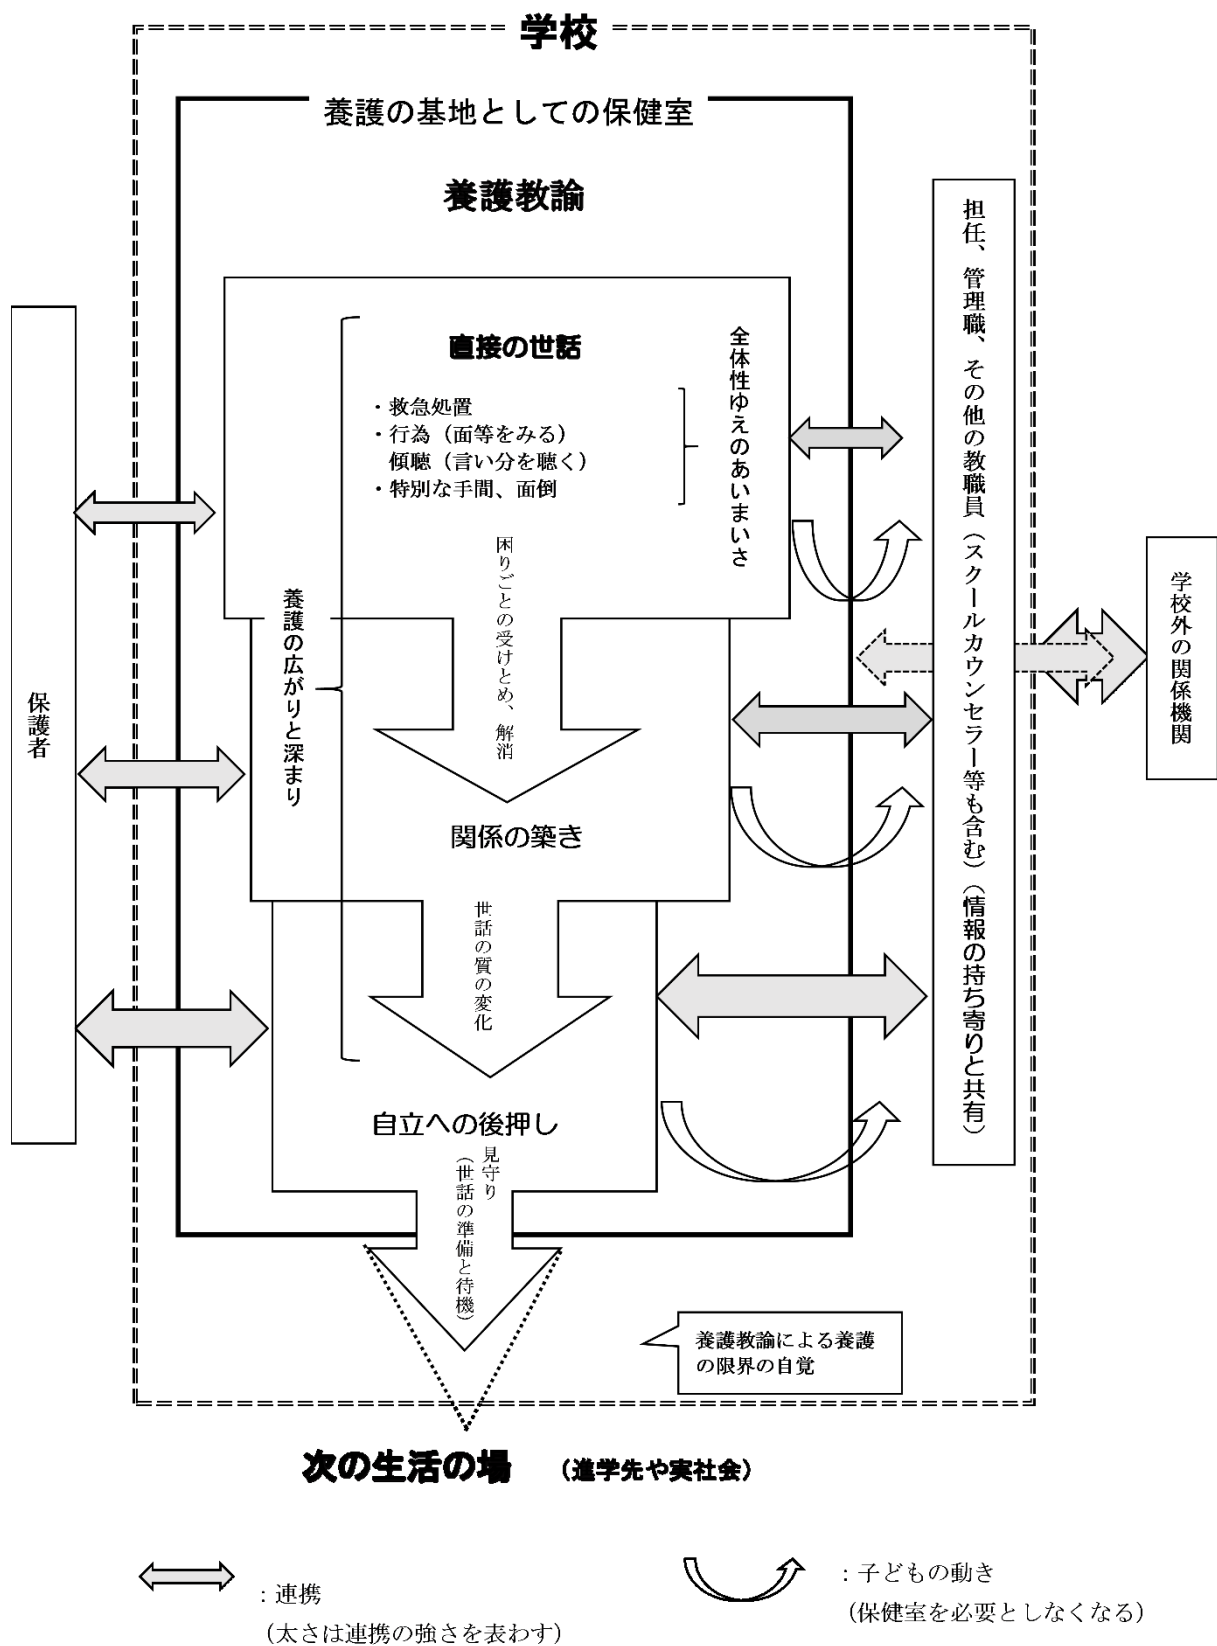 学校
養護の基地としての保健室
養護教諭
直接の世話
・救急処置
・行為（面等をみる）
傾聴（言い分を聴く）
・特別な手間、面倒
全体性ゆえのあいまいさ
困りごとの受けとめ、解消
養護の広がりと深まり
関係の築き
世話の質の変化
自立への後押し
見守り
（世話の準備と待機）
保護者
担任、管理職、その他の教職員（スクールカウンセラー等も含む）（情報の持ち寄りと共有）
学校外の関係機関
養護教諭による養護
の限界の自覚
次の生活の場　（進学先や実社会）
：連携
（太さは連携の強さを表わす）
：子どもの動き
（保健室を必要としなくなる）